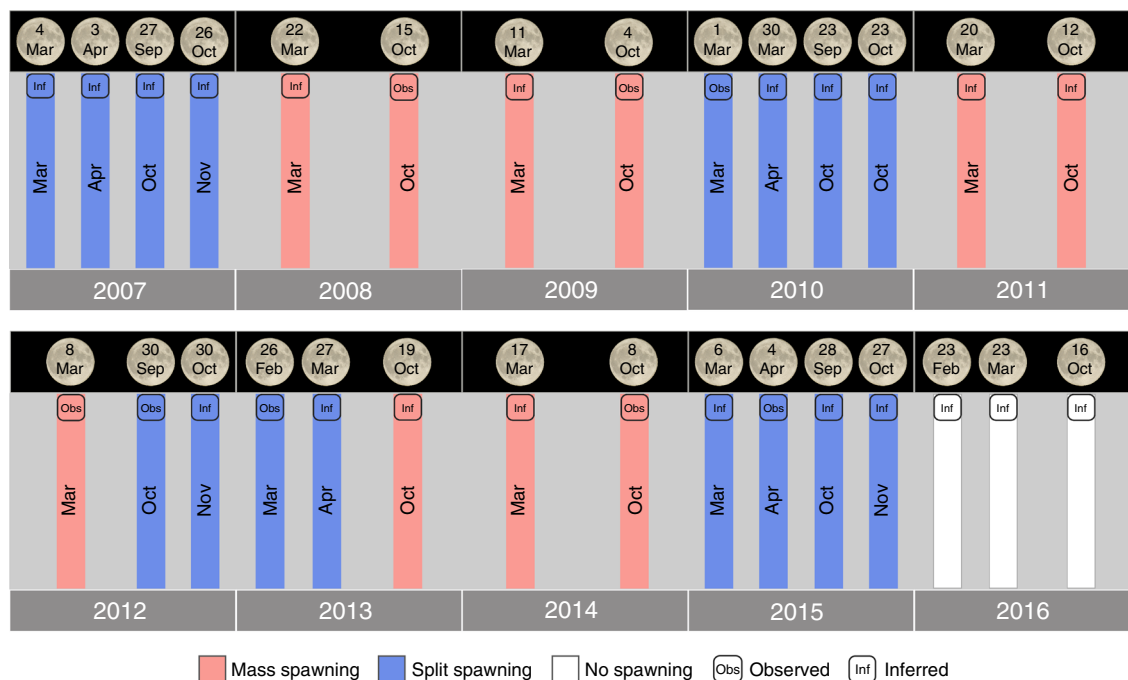 4 3 27 26 22 15 11 4 1 30 23 23 20 12
Mar Apr Sep Oct Mar Oct Mar Oct Mar Mar Sep Oct Mar Oct
Inf Inf Inf Inf Inf Obs Inf Obs Obs Inf Inf Inf Inf Inf
Mar Apr Oct Nov Mar Oct Mar Oct Mar Apr Oct Oct Mar Oct
2007 2008 2009 2010 2011
8 30 30 26 27 19 17 8 6 4 28 27 23 23 16
Mar Sep Oct Feb Mar Oct Mar Oct Mar Apr Sep Oct Feb Mar Oct
Obs Obs Inf Obs Inf Inf Inf Obs Inf Obs Inf Inf Inf Inf Inf
Mar Oct Nov Mar Apr Oct Mar Oct Mar Apr Oct Nov
2012 2013 2014 2015 2016
Mass spawning Split spawning No spawning Obs Observed Inf Inferred